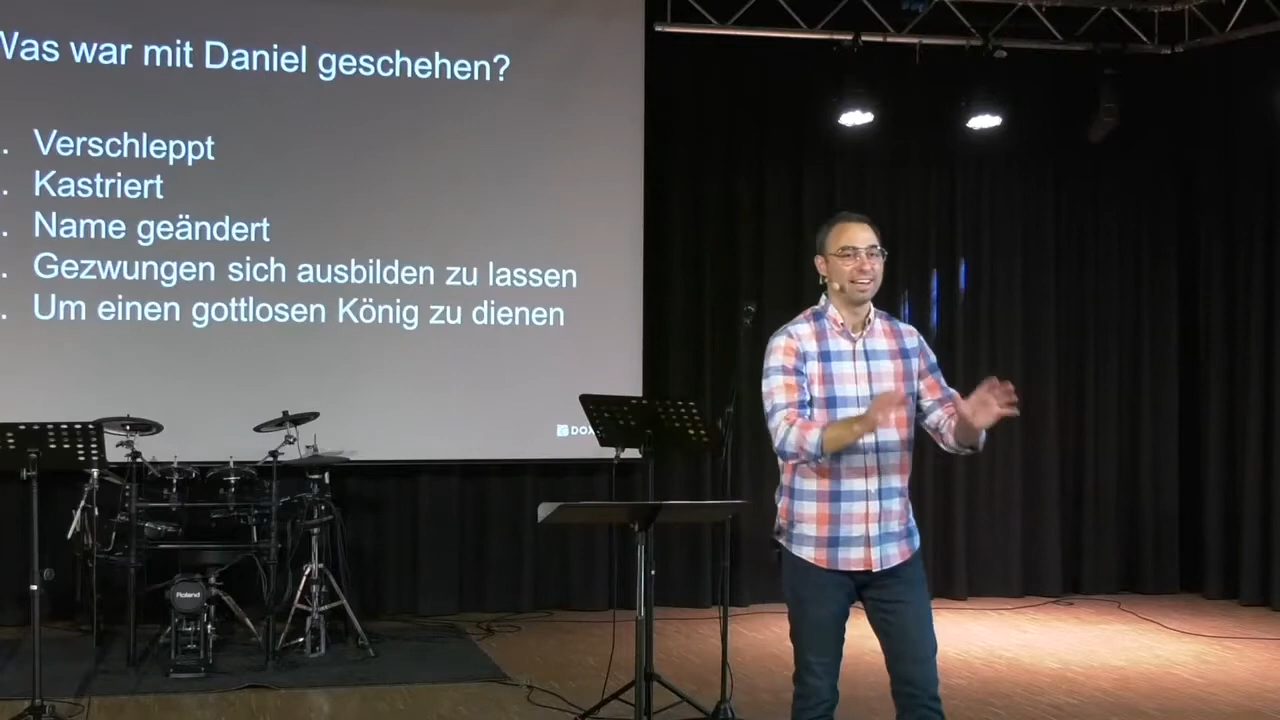 Was war mit Daniel geschehen?
. Verschleppt
. Kastriert
. Name geändert
. Gezwungen sich ausbilden zu lassen
. Um einen gottlosen König zu dienen
Roland